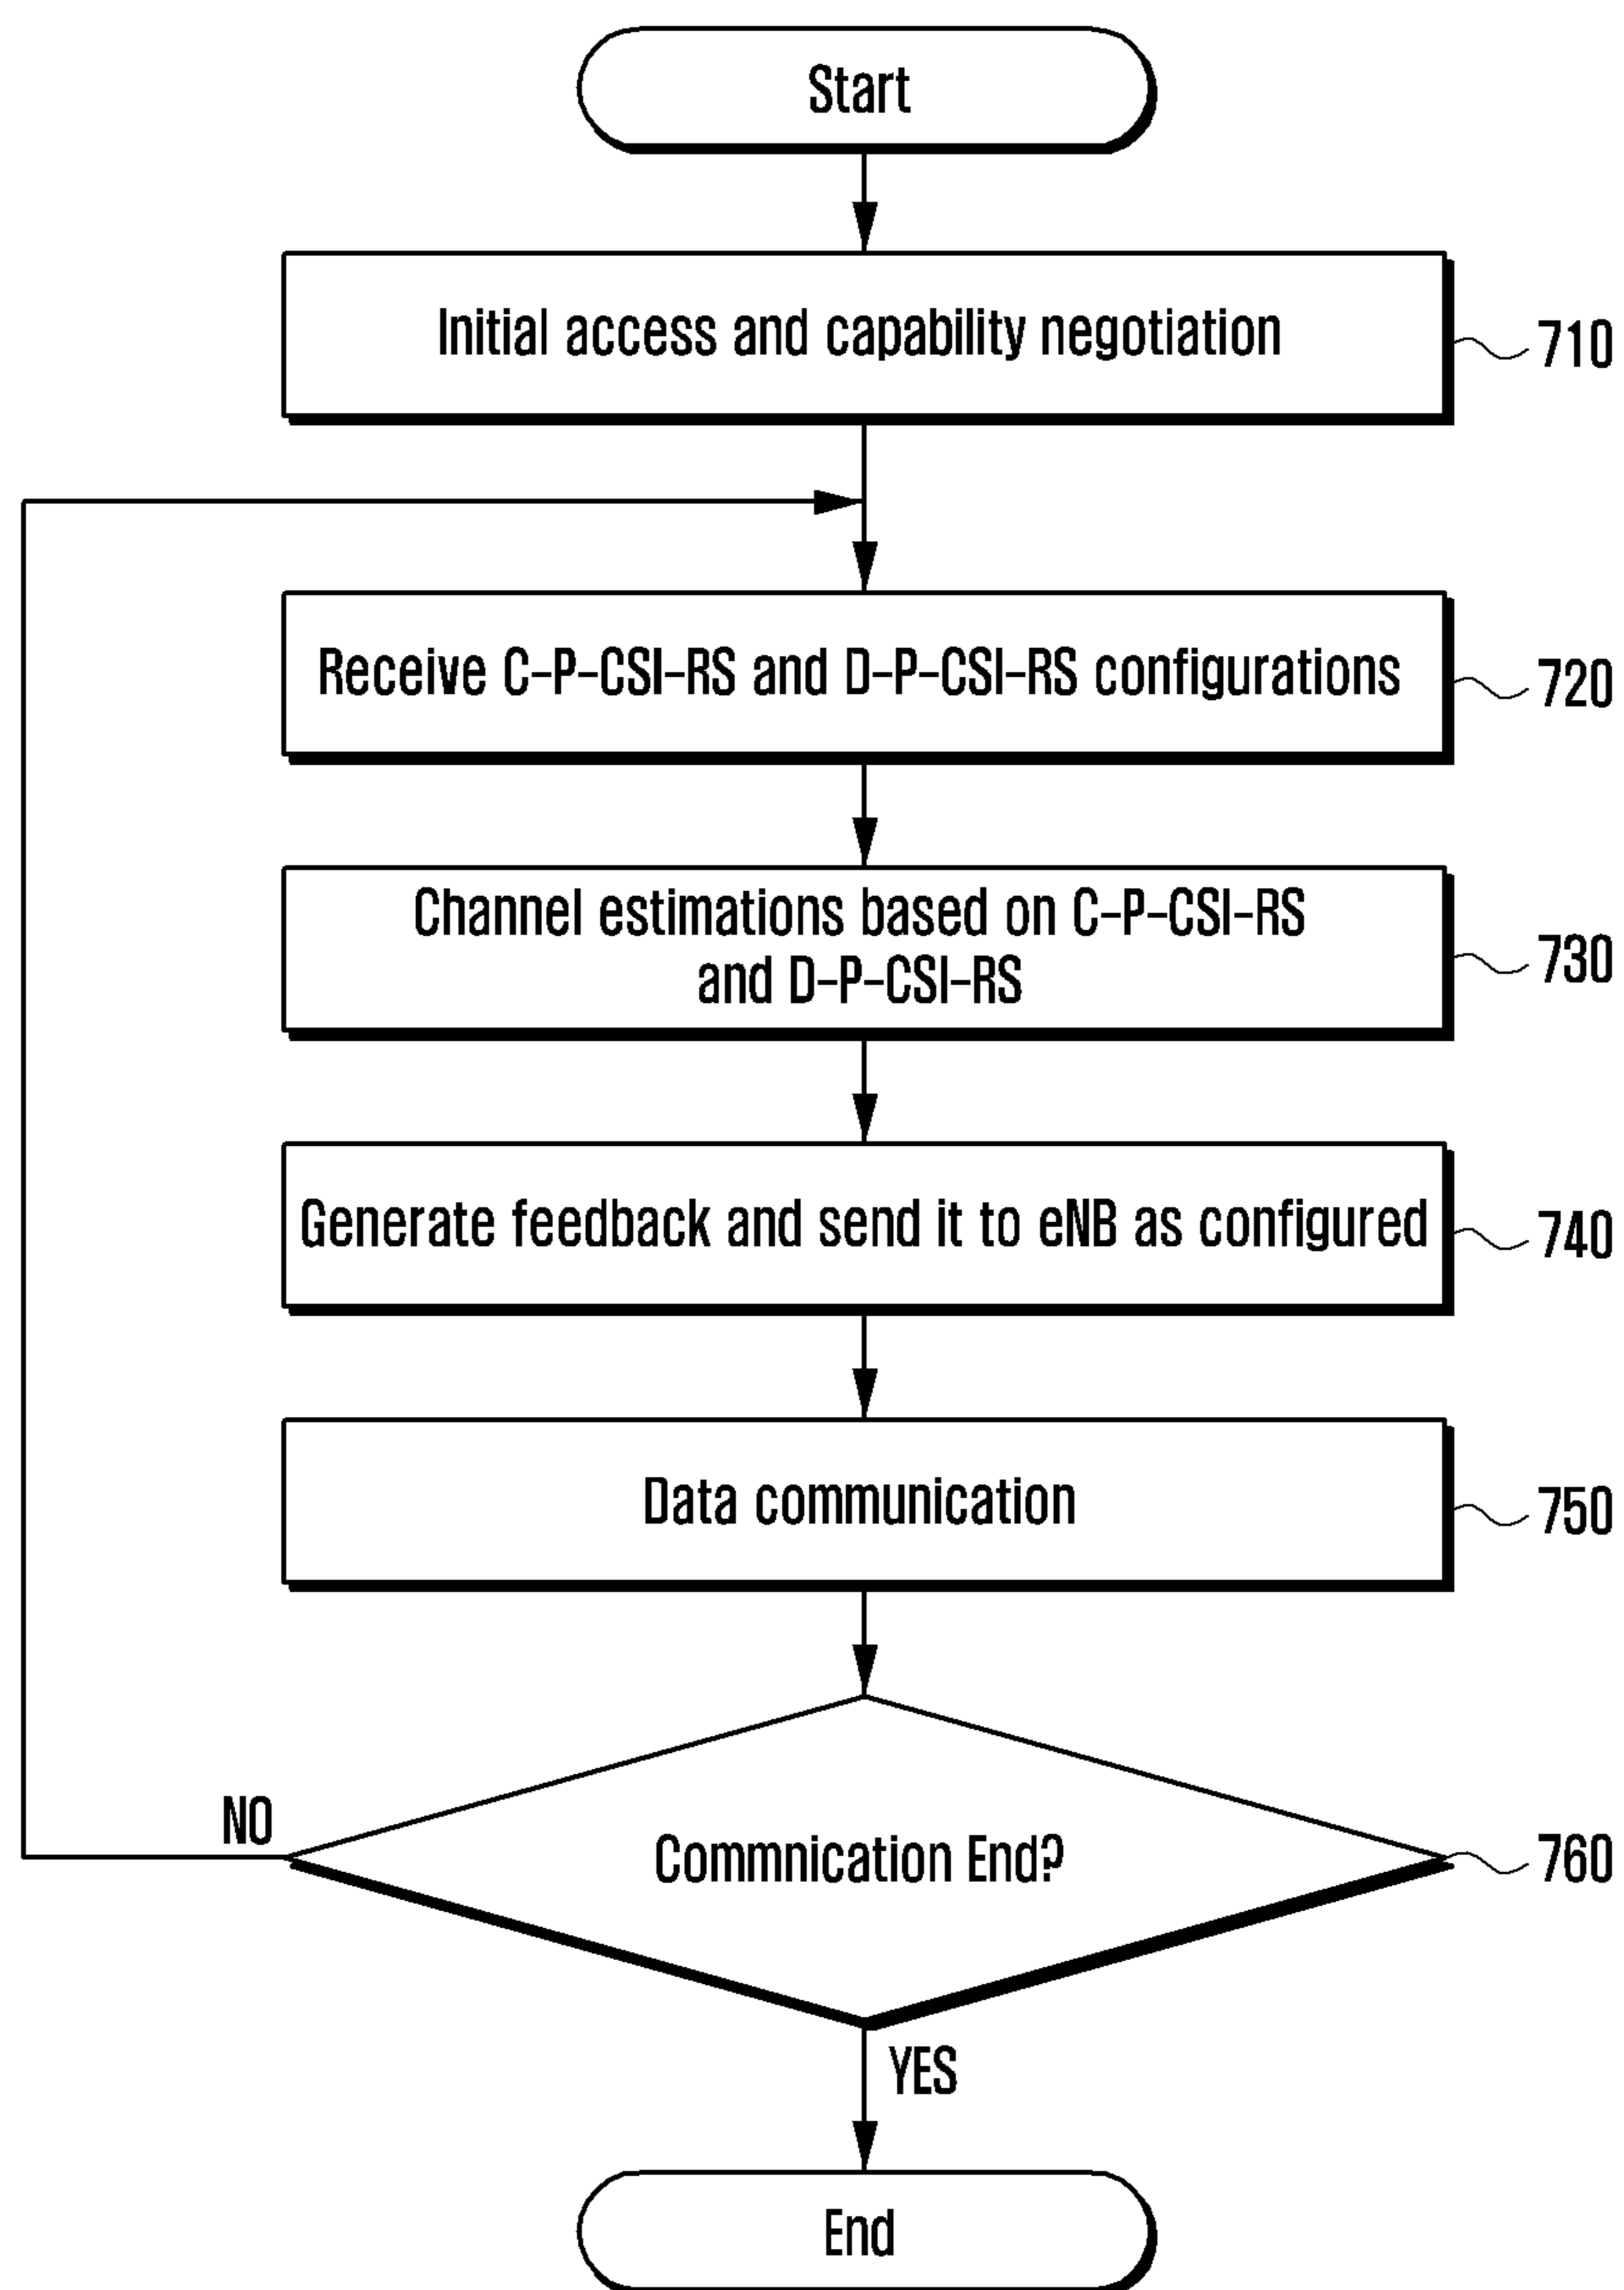 Start
Initial access and capability negotiation
710
Receive C-P-CSI-RS and D-P-CSI-RS configurations
720
Channel estimations based on C-P-CSI-RS
and D-P-CSI-RS
730
Generate feedback and send it to eNB as configured
740
Data communication
750
NO
Commnication End?
760
YES
End